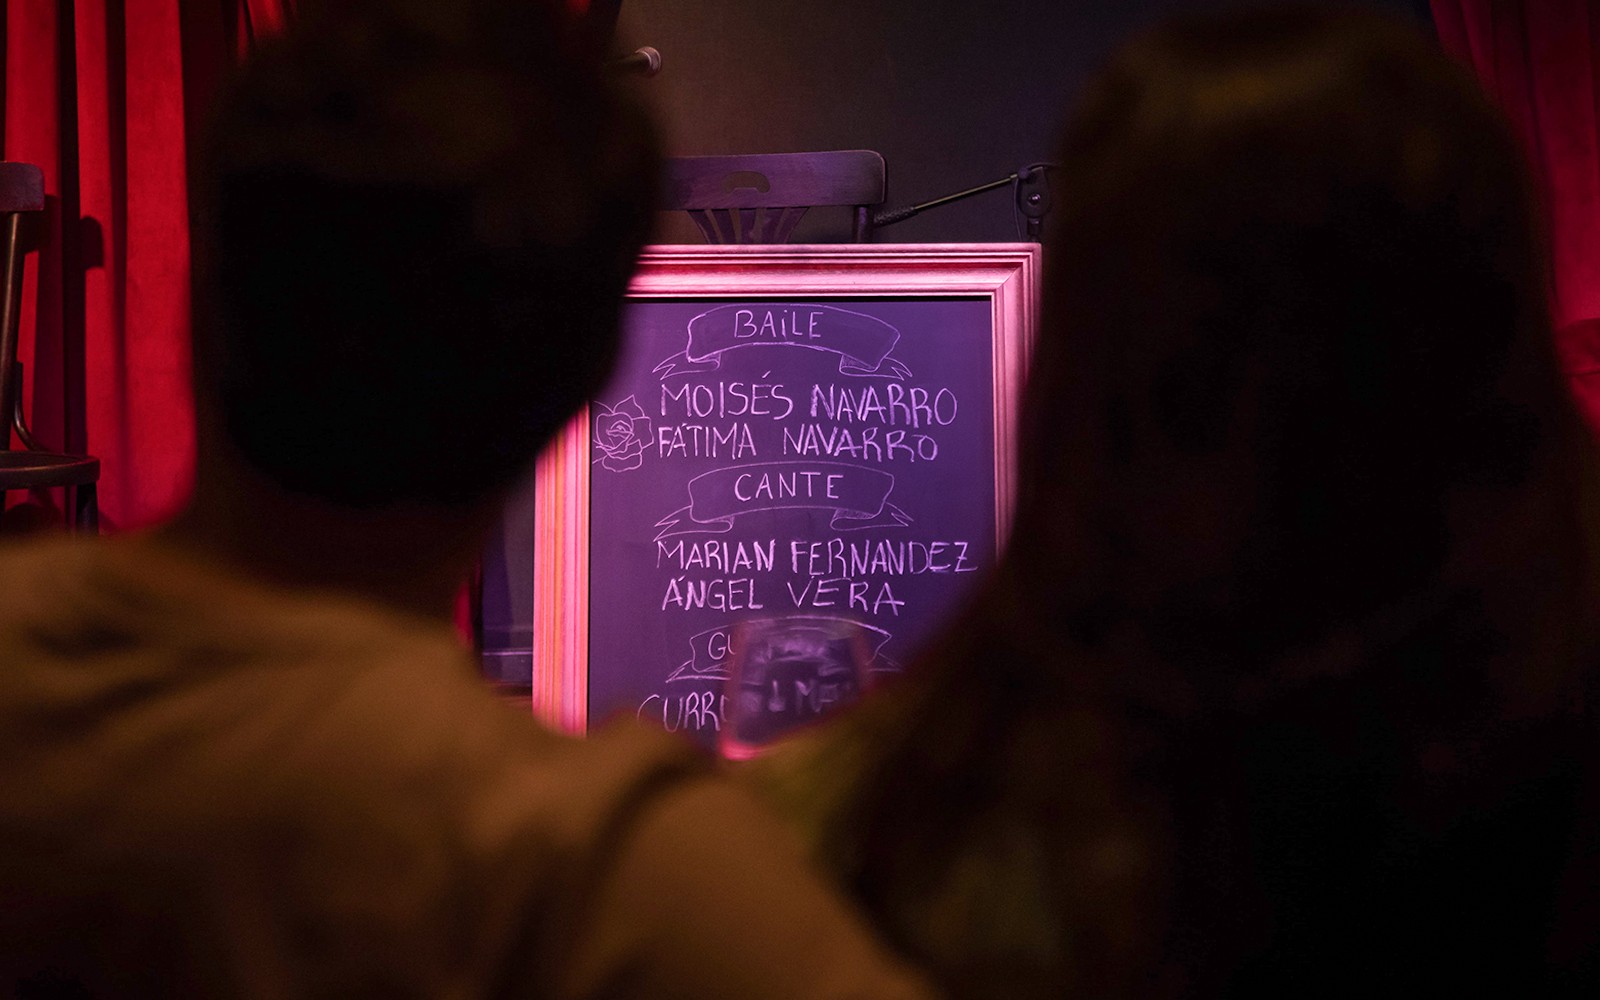 BAiLE
MOISÉS NAVARRO
FÁTIMA NAVARRO
CANTE
MARIAN FERNANDEZ
ÁNGEL VERA